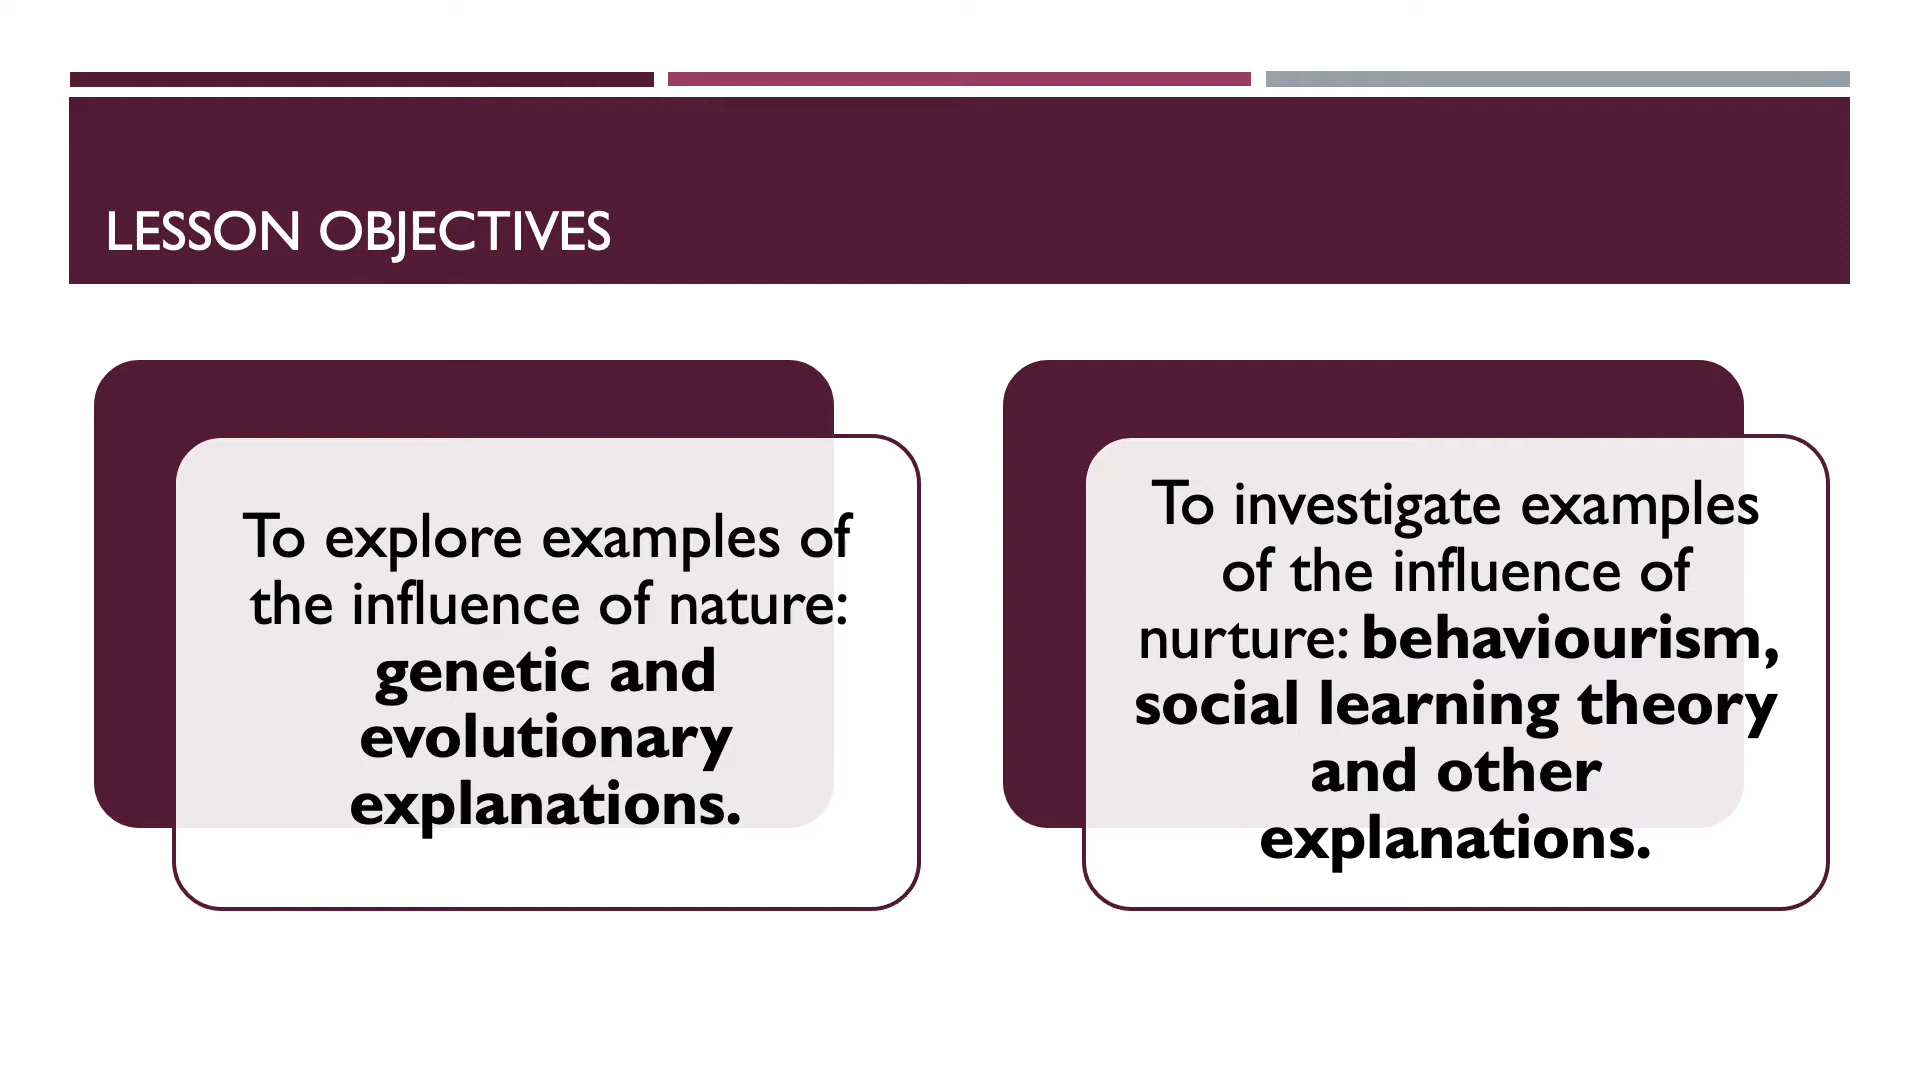 LESSON OBJECTIVES
To explore examples of
the influence of nature:
genetic and
evolutionary
explanations.
To investigate examples
of the influence of
nurture: behaviourism,
social learning theory
and other
explanations.